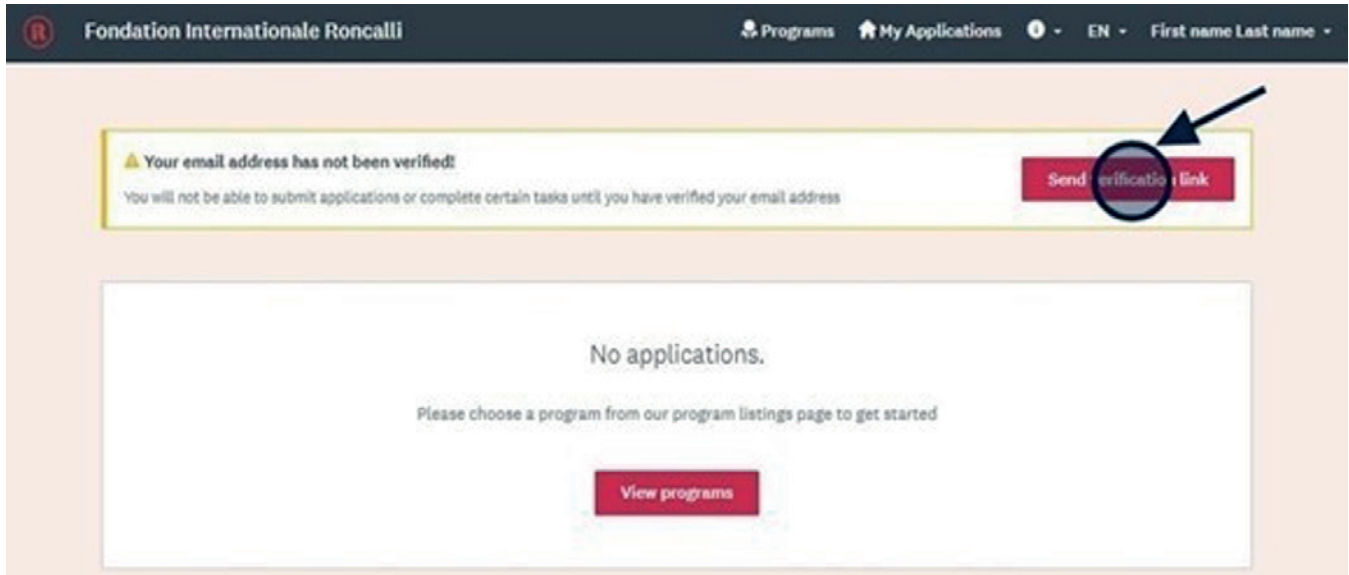 R Fondation Internationale Roncalli Programs My Applications EN First name Last name
Your email address has not been verified!
You will not be able to submit applications or complete certain tasks until you have verified your email address
Send verification link
No applications.
Please choose a program from our program listings page to get started
View programs